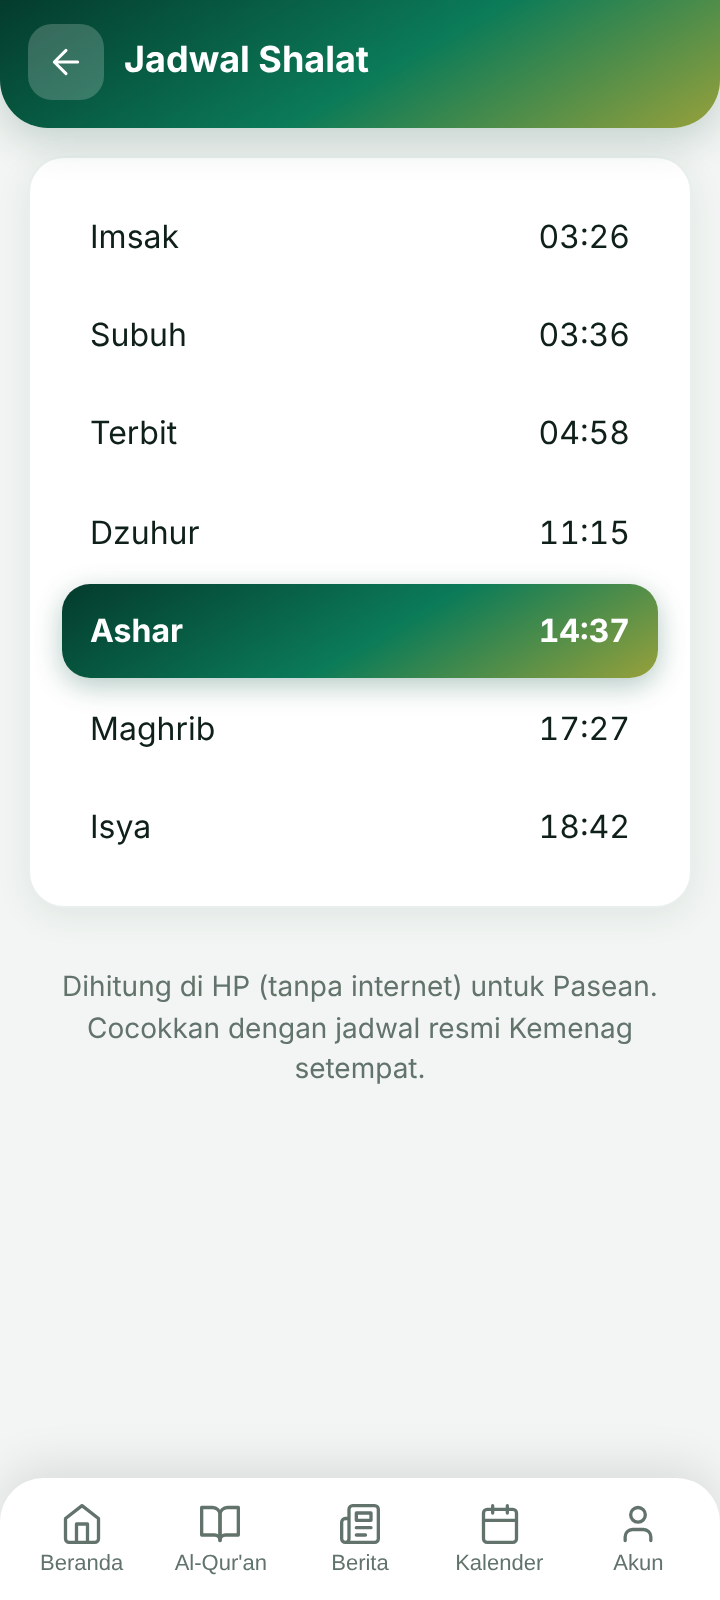 Jadwal Shalat
Imsak 03:26
Subuh 03:36
Terbit 04:58
Dzuhur 11:15
Ashar 14:37
Maghrib 17:27
Isya 18:42
Dihitung di HP (tanpa internet) untuk Pasean.
Cocokkan dengan jadwal resmi Kemenag
setempat.
Beranda Al-Qur'an Berita Kalender Akun